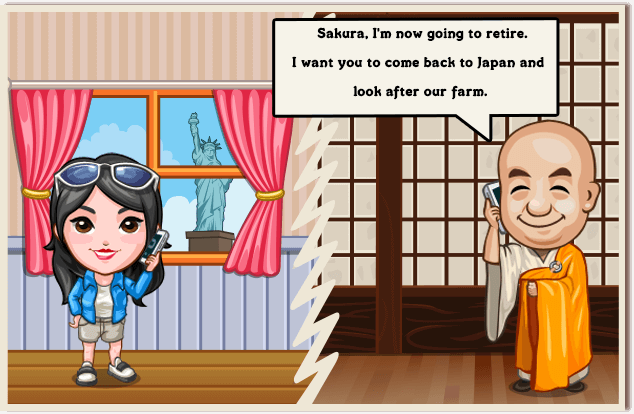 Sakura, I'm now going to retire.
I want you to come back to Japan and
look after our farm.